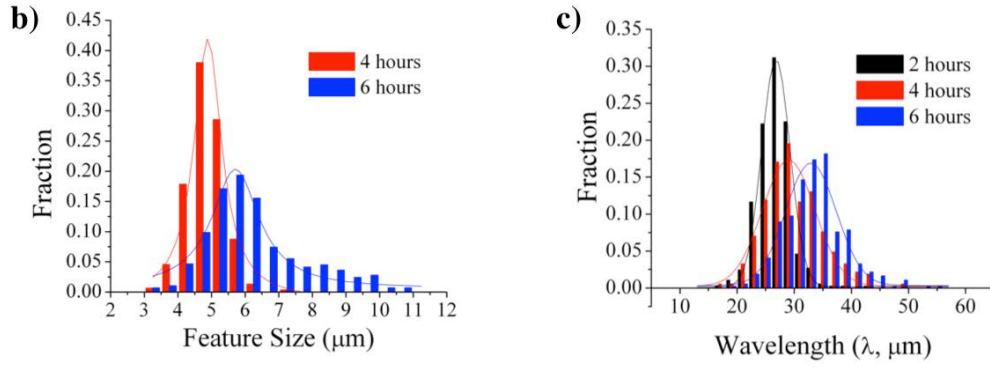 b)
0.45
0.40
0.35
0.30
0.25
0.20
0.15
0.10
0.05
0.00
Fraction
4 hours
6 hours
2 3 4 5 6 7 8 9 10 11 12
Feature Size (μm)
c)
0.35
0.30
0.25
0.20
0.15
0.10
0.05
0.00
Fraction
2 hours
4 hours
6 hours
10 20 30 40 50 60
Wavelength (λ, μm)